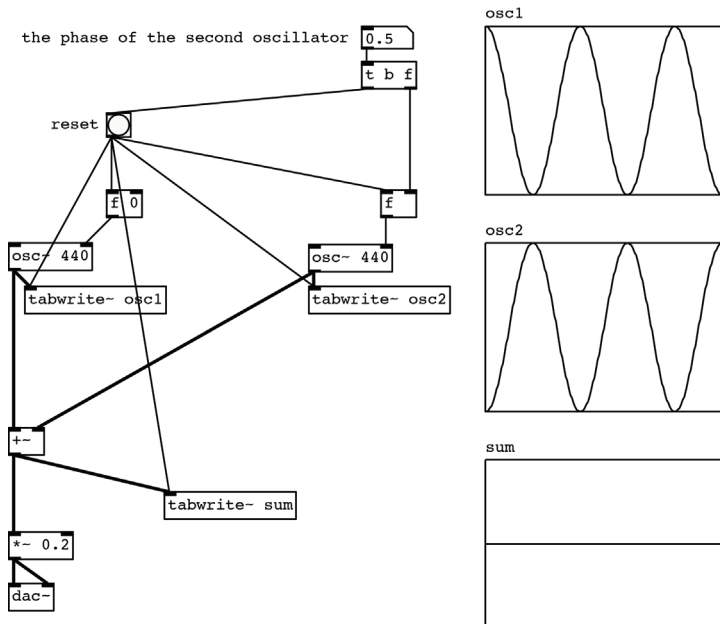 osc1
the phase of the second oscillator 0.5
t b f
reset
f 0
f
osc2
osc~ 440
osc~ 440
tabwrite~ osc1
tabwrite~ osc2
+~
sum
tabwrite~ sum
*~ 0.2
dac~